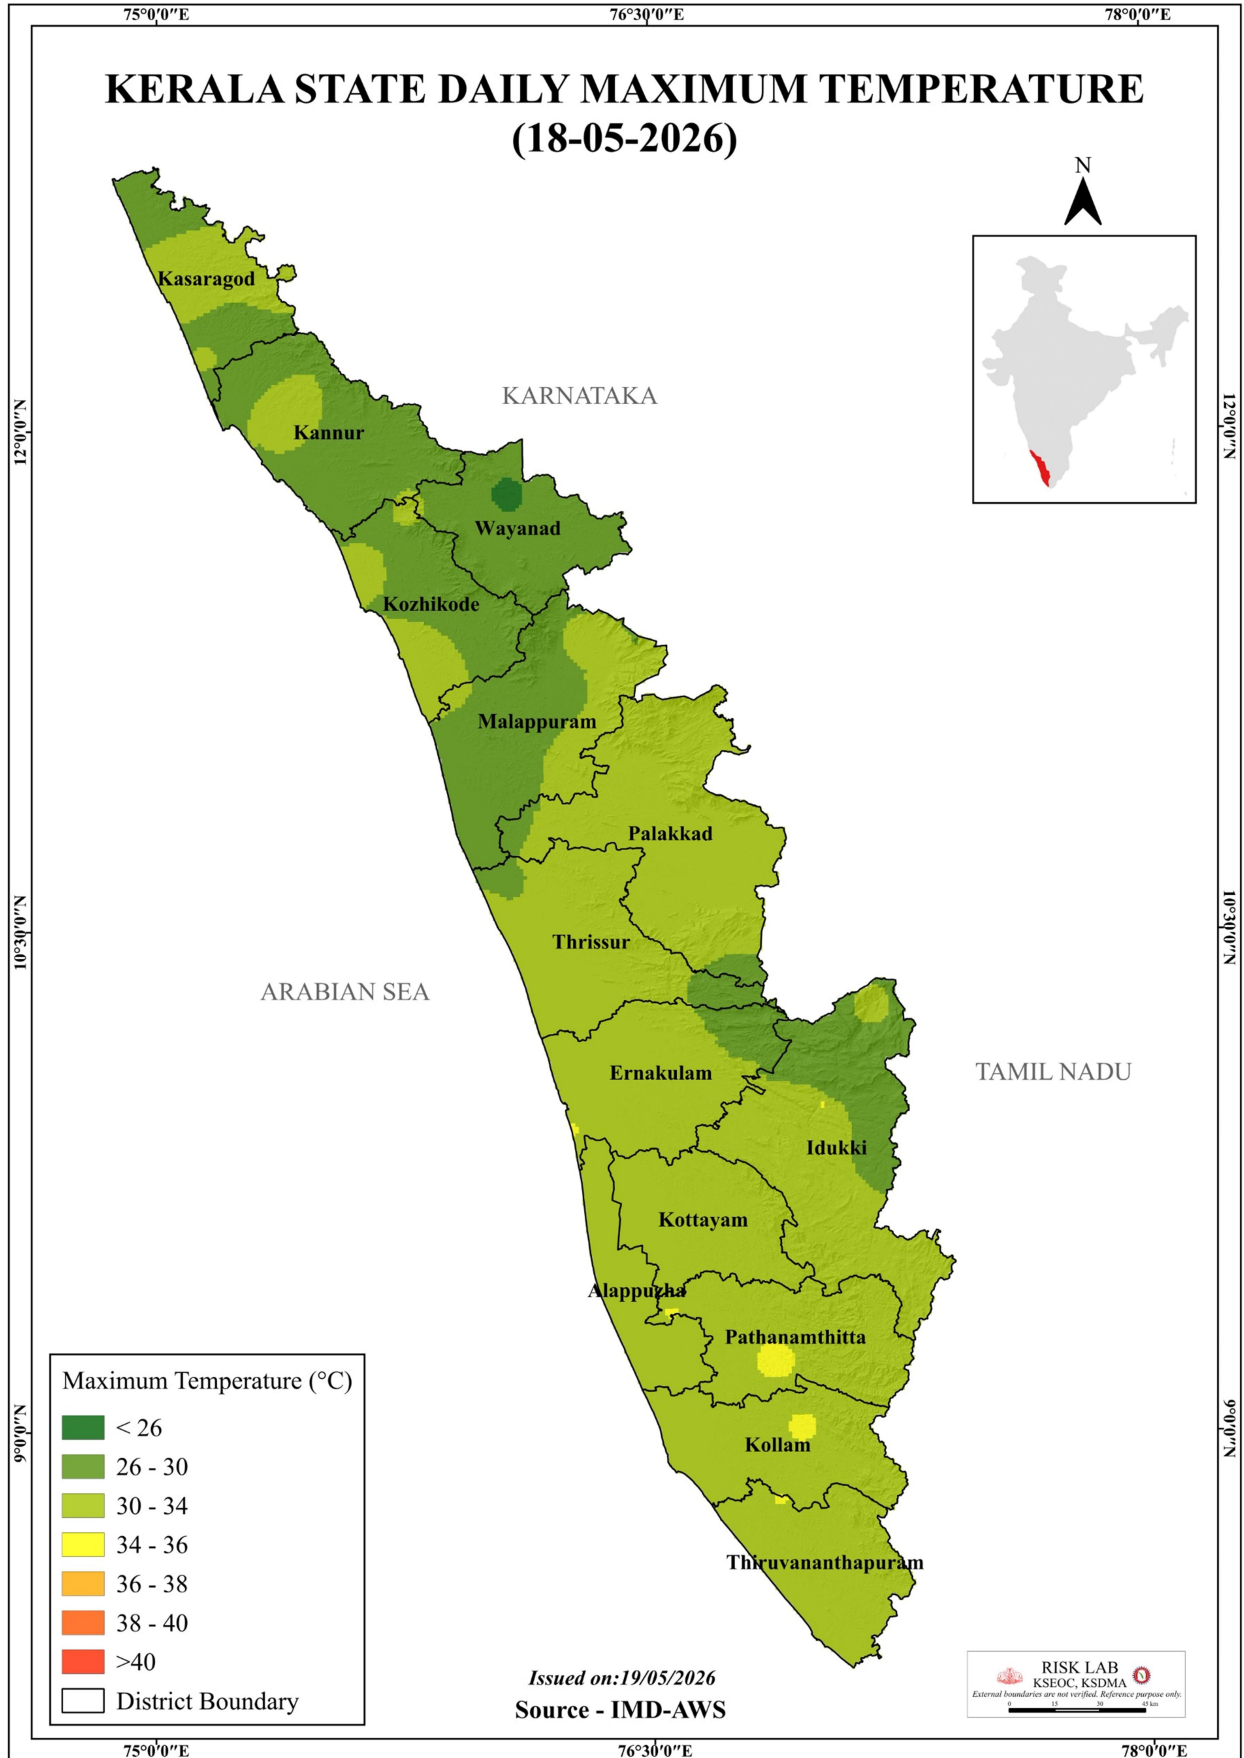 75°0'0"E 76°30'0"E 78°0'0"E
KERALA STATE DAILY MAXIMUM TEMPERATURE
(18-05-2026)
N
Kasaragod
KARNATAKA
12°0'0"N
12°0'0"N
Kannur
Wayanad
Kozhikode
Malappuram
Palakkad
10°30'0"N
10°30'0"N
Thrissur
ARABIAN SEA
Ernakulam
TAMIL NADU
Idukki
Kottayam
Alappuzha
Pathanamthitta
9°0'0"N
9°0'0"N
Kollam
Thiruvananthapuram
Maximum Temperature (°C)
< 26
26 - 30
30 - 34
34 - 36
36 - 38
38 - 40
>40
District Boundary
Issued on:19/05/2026
Source - IMD-AWS
RISK LAB
KSEOC, KSDMA
External boundaries are not verified. Reference purpose only.
0 15 30 45 km
75°0'0"E 76°30'0"E 78°0'0"E